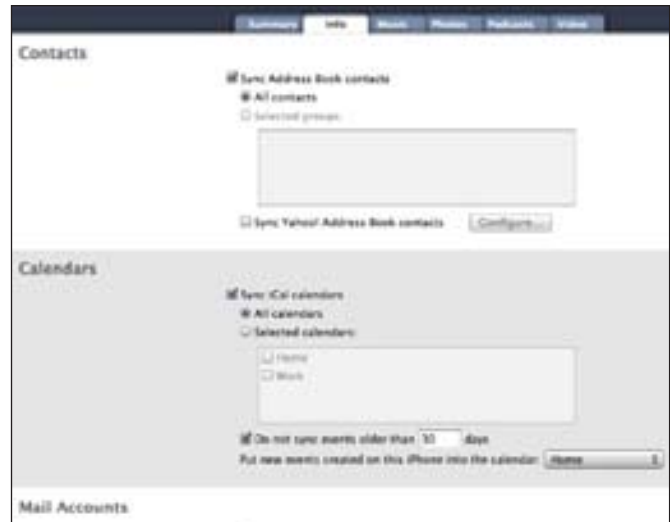 Summary Info Music Photos Podcasts Video
Contacts
Sync Address Book contacts
All contacts
Selected groups:
Sync Yahoo! Address Book contacts Configure...
Calendars
Sync iCal calendars
All calendars
Selected calendars:
Home
Work
Do not sync events older than 30 days
Put new events created on this iPhone into the calendar: Home
Mail Accounts